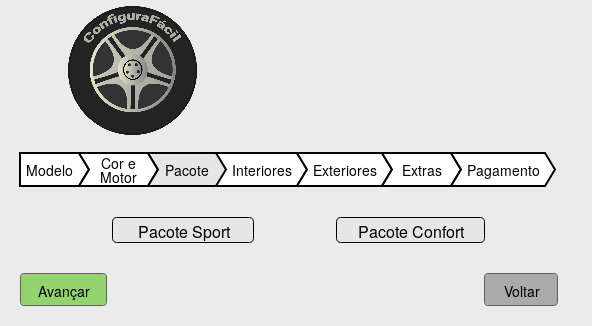 ConfiguraFácil
Modelo
Cor e
Motor
Pacote
Interiores
Exteriores
Extras
Pagamento
Pacote Sport
Pacote Confort
Avançar
Voltar